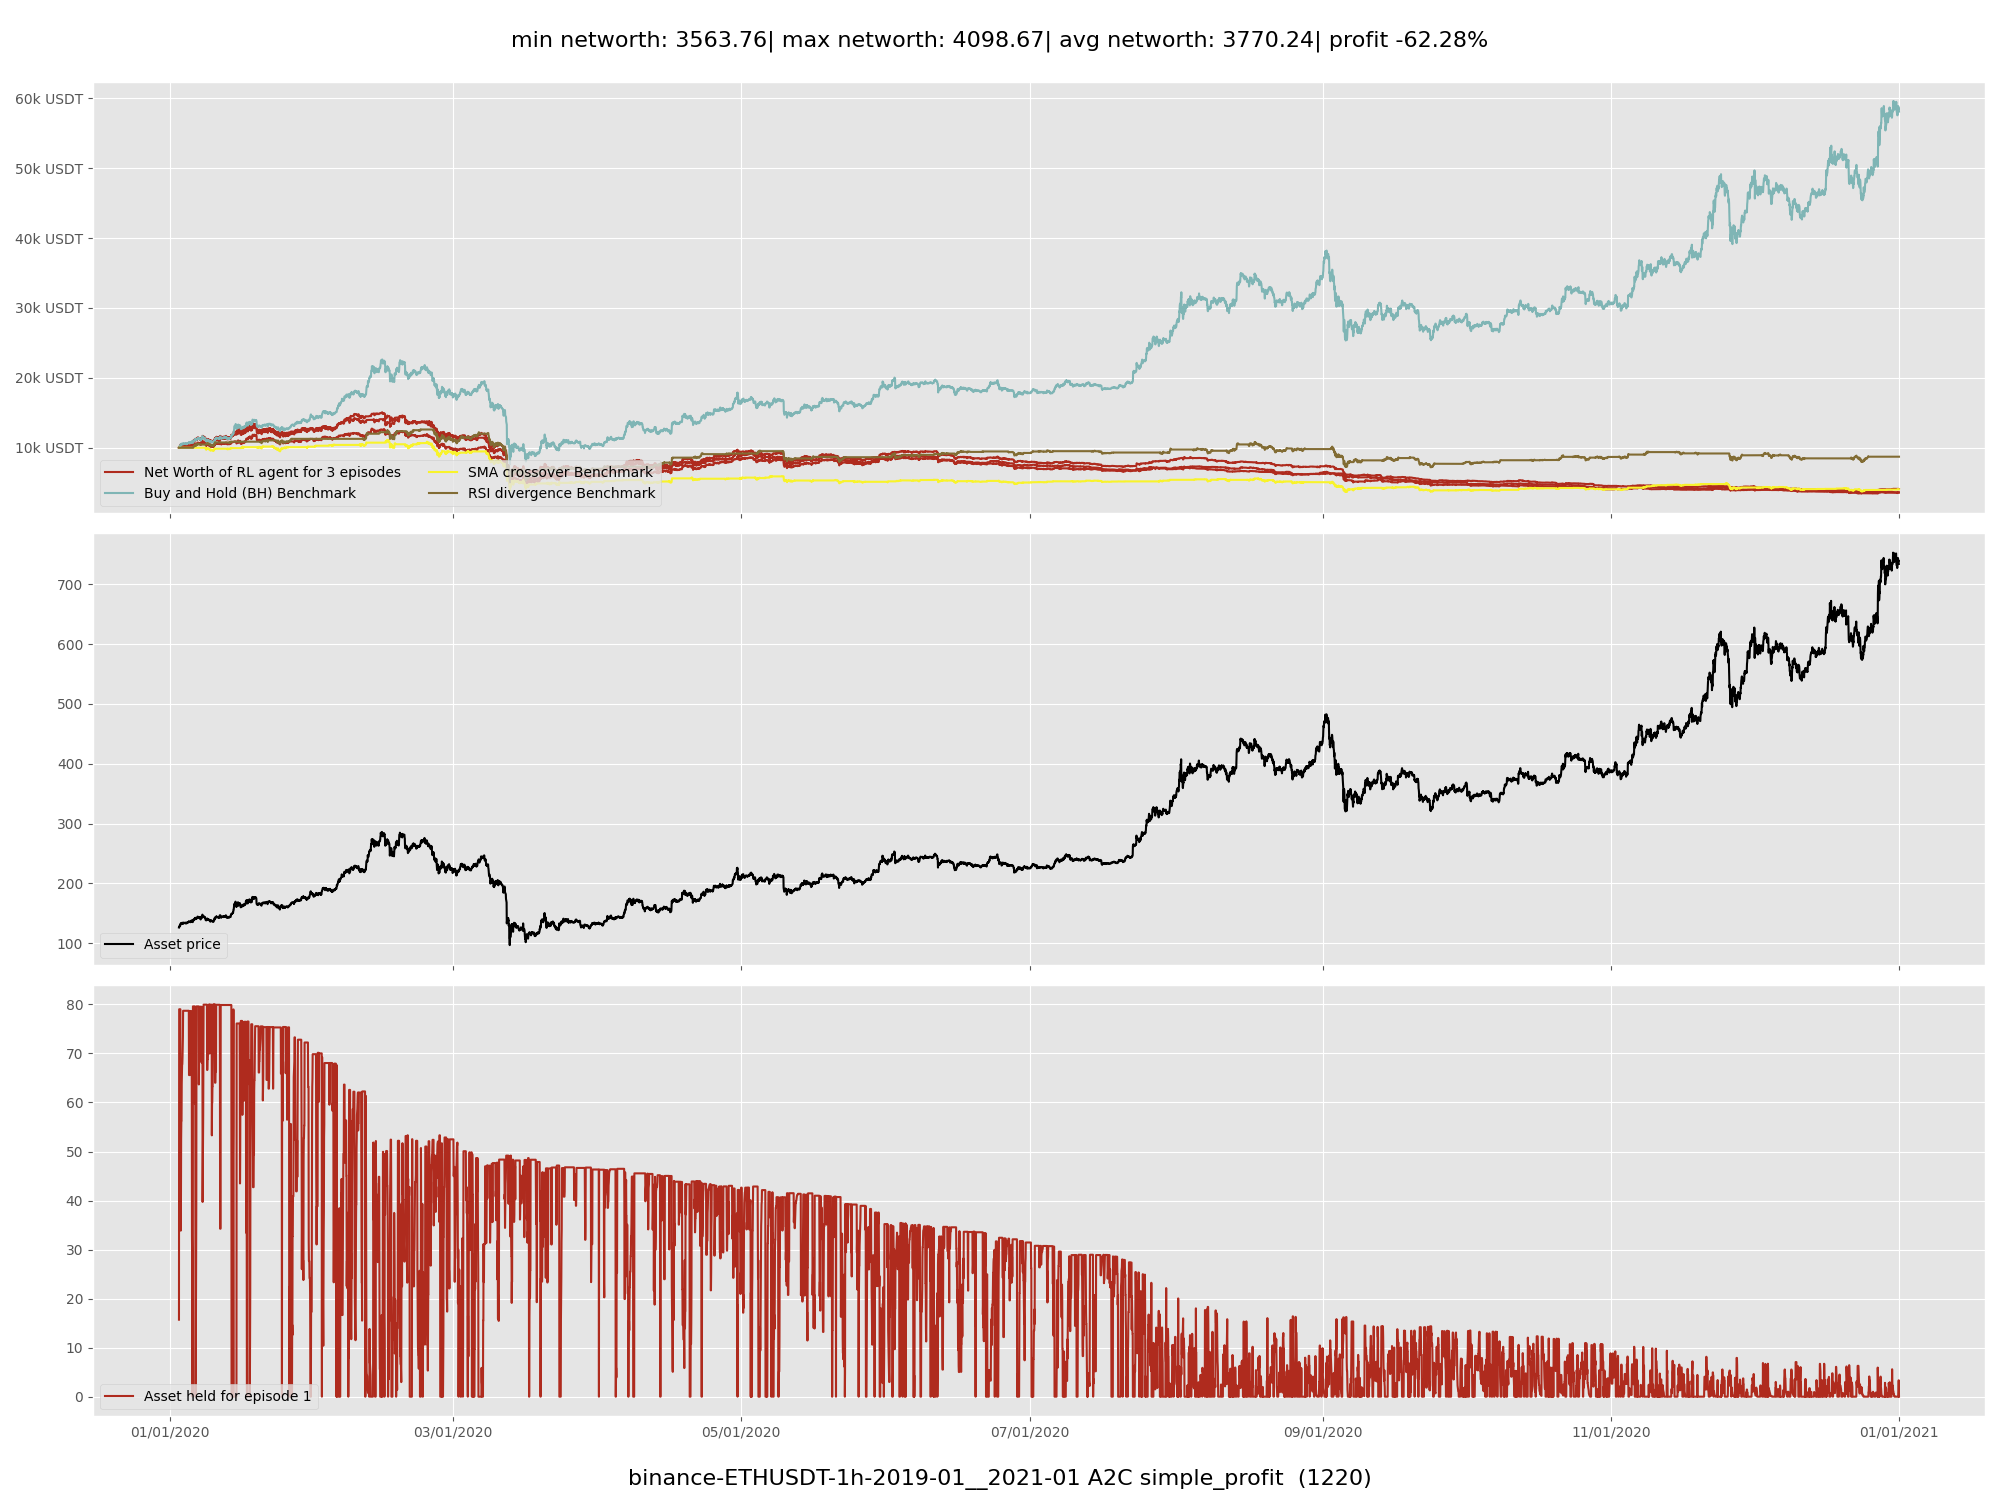 min networth: 3563.76| max networth: 4098.67| avg networth: 3770.24| profit -62.28%
60k USDT
50k USDT
40k USDT
30k USDT
20k USDT
10k USDT
Net Worth of RL agent for 3 episodes
Buy and Hold (BH) Benchmark
SMA crossover Benchmark
RSI divergence Benchmark
700
600
500
400
300
200
100
Asset price
80
70
60
50
40
30
20
10
0
Asset held for episode 1
01/01/2020 03/01/2020 05/01/2020 07/01/2020 09/01/2020 11/01/2020 01/01/2021
binance-ETHUSDT-1h-2019-01__2021-01 A2C simple_profit  (1220)